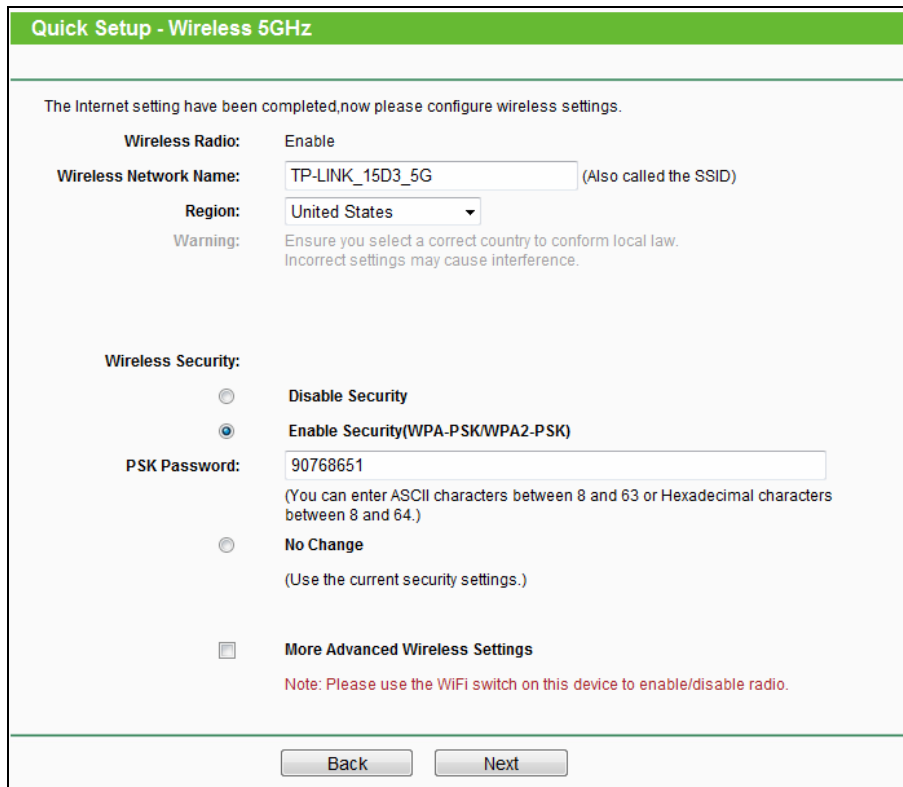 Quick Setup - Wireless 5GHz
The Internet setting have been completed,now please configure wireless settings.
Wireless Radio: Enable
Wireless Network Name: TP-LINK_15D3_5G (Also called the SSID)
Region: United States
Warning: Ensure you select a correct country to conform local law.
Incorrect settings may cause interference.
Wireless Security:
Disable Security
Enable Security(WPA-PSK/WPA2-PSK)
PSK Password: 90768651
(You can enter ASCII characters between 8 and 63 or Hexadecimal characters
between 8 and 64.)
No Change
(Use the current security settings.)
More Advanced Wireless Settings
Note: Please use the WiFi switch on this device to enable/disable radio.
Back Next